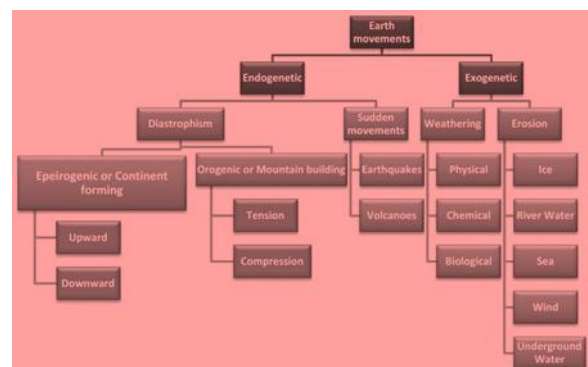 Earth
movements
Endogenetic
Exogenetic
Diastrophism
Sudden
movements
Weathering
Erosion
Epeirogenic or Continent
forming
Orogenic or Mountain building
Earthquakes
Physical
Ice
Upward
Tension
Volcanoes
Chemical
River Water
Downward
Compression
Biological
Sea
Wind
Underground
Water